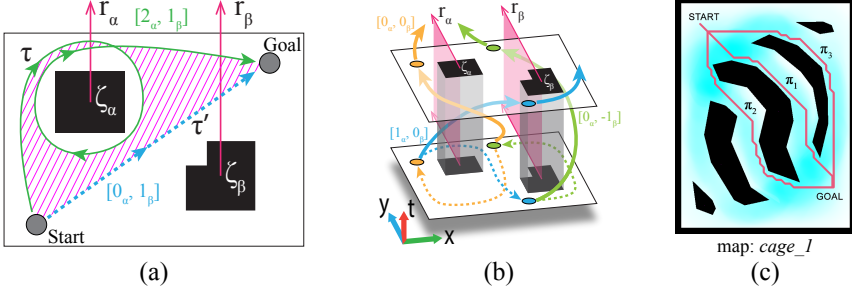 r_α
r_β
[2_α, 1_β]
τ
Goal
ζ_α
τ'
ζ_β
[0_α, 1_β]
Start
(a)
[0_α, 0_β]
r_α
r_β
ζ_α
ζ_β
[1_α, 0_β]
[0_α, -1_β]
y
t
x
(b)
START
π_3
π_1
π_2
GOAL
map: cage_1
(c)